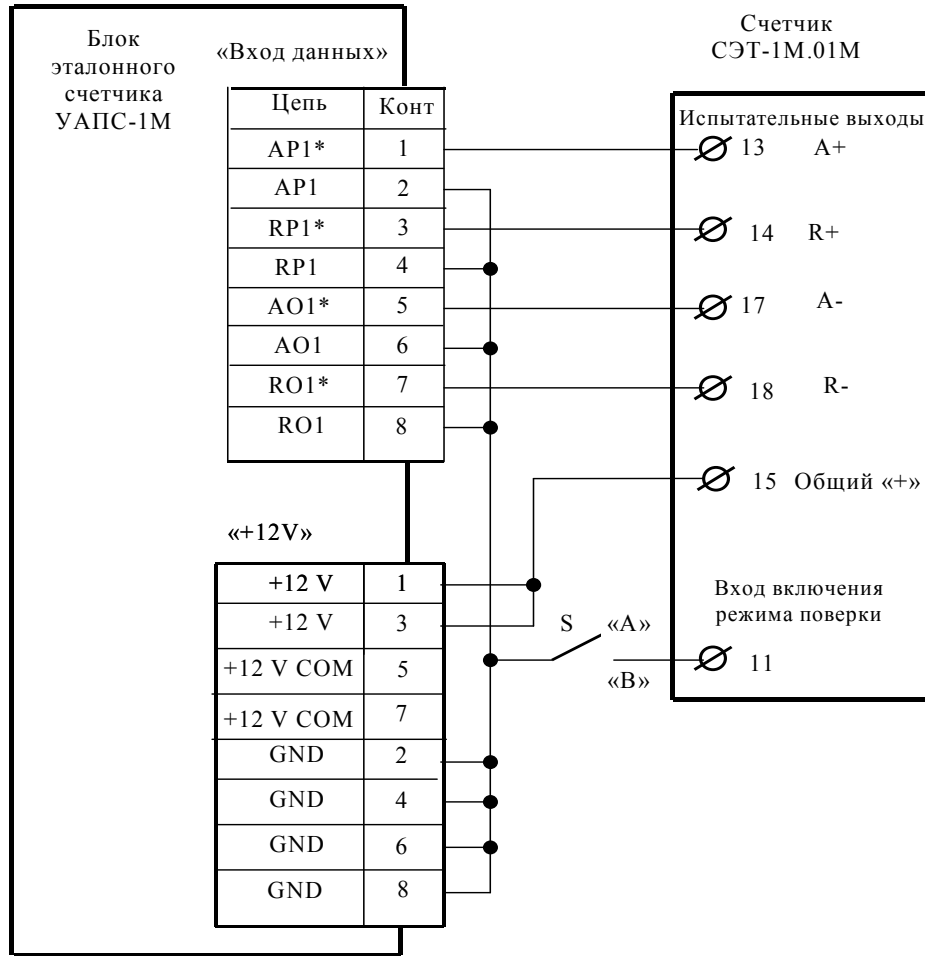 Блок
эталонного
счетчика
УАПС-1М
«Вход данных»
Цепь Конт
AP1* 1
AP1 2
RP1* 3
RP1 4
AO1* 5
AO1 6
RO1* 7
RO1 8
«+12V»
+12 V 1
+12 V 3
+12 V COM 5
+12 V COM 7
GND 2
GND 4
GND 6
GND 8
S «А»
«В»
Счетчик
СЭТ-1М.01М
Испытательные выходы
13 A+
14 R+
17 A-
18 R-
15 Общий «+»
Вход включения
режима поверки
11